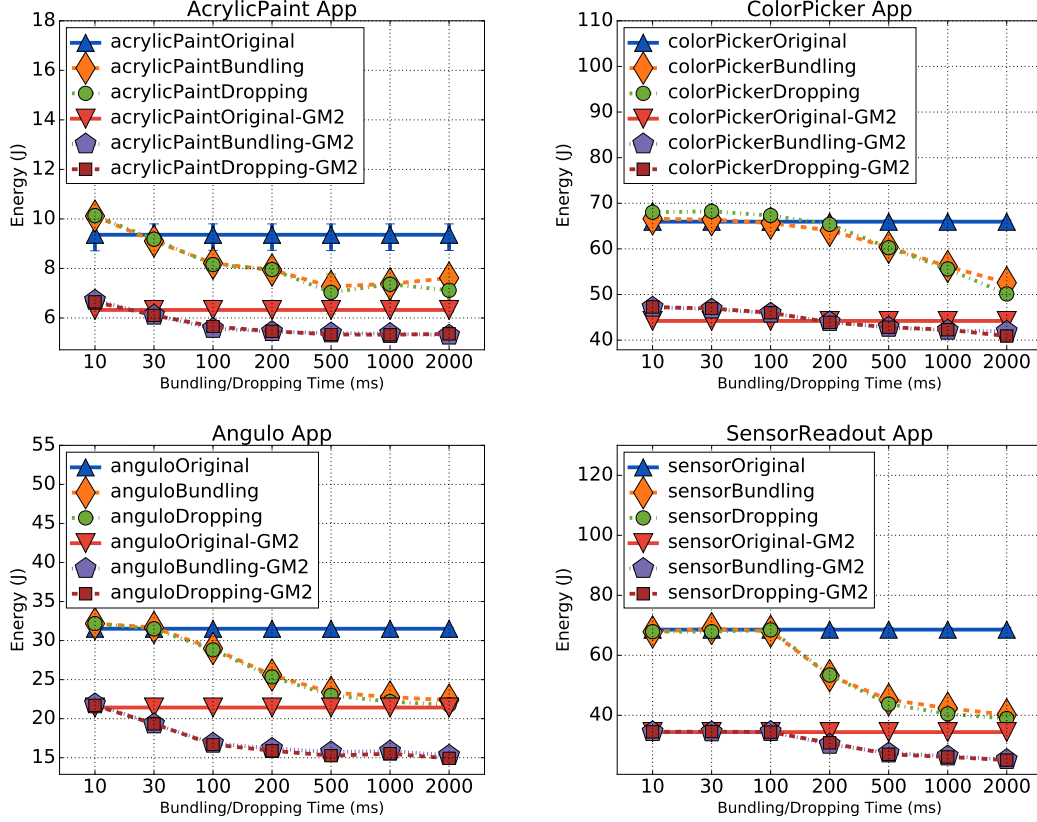 AcrylicPaint App
18
16
14
12
10
8
6
Energy (J)
acrylicPaintOriginal
acrylicPaintBundling
acrylicPaintDropping
acrylicPaintOriginal-GM2
acrylicPaintBundling-GM2
acrylicPaintDropping-GM2
10 30 100 200 500 1000 2000
Bundling/Dropping Time (ms)
ColorPicker App
110
100
90
80
70
60
50
40
Energy (J)
colorPickerOriginal
colorPickerBundling
colorPickerDropping
colorPickerOriginal-GM2
colorPickerBundling-GM2
colorPickerDropping-GM2
10 30 100 200 500 1000 2000
Bundling/Dropping Time (ms)
Angulo App
55
50
45
40
35
30
25
20
15
Energy (J)
anguloOriginal
anguloBundling
anguloDropping
anguloOriginal-GM2
anguloBundling-GM2
anguloDropping-GM2
10 30 100 200 500 1000 2000
Bundling/Dropping Time (ms)
SensorReadout App
120
100
80
60
40
Energy (J)
sensorOriginal
sensorBundling
sensorDropping
sensorOriginal-GM2
sensorBundling-GM2
sensorDropping-GM2
10 30 100 200 500 1000 2000
Bundling/Dropping Time (ms)